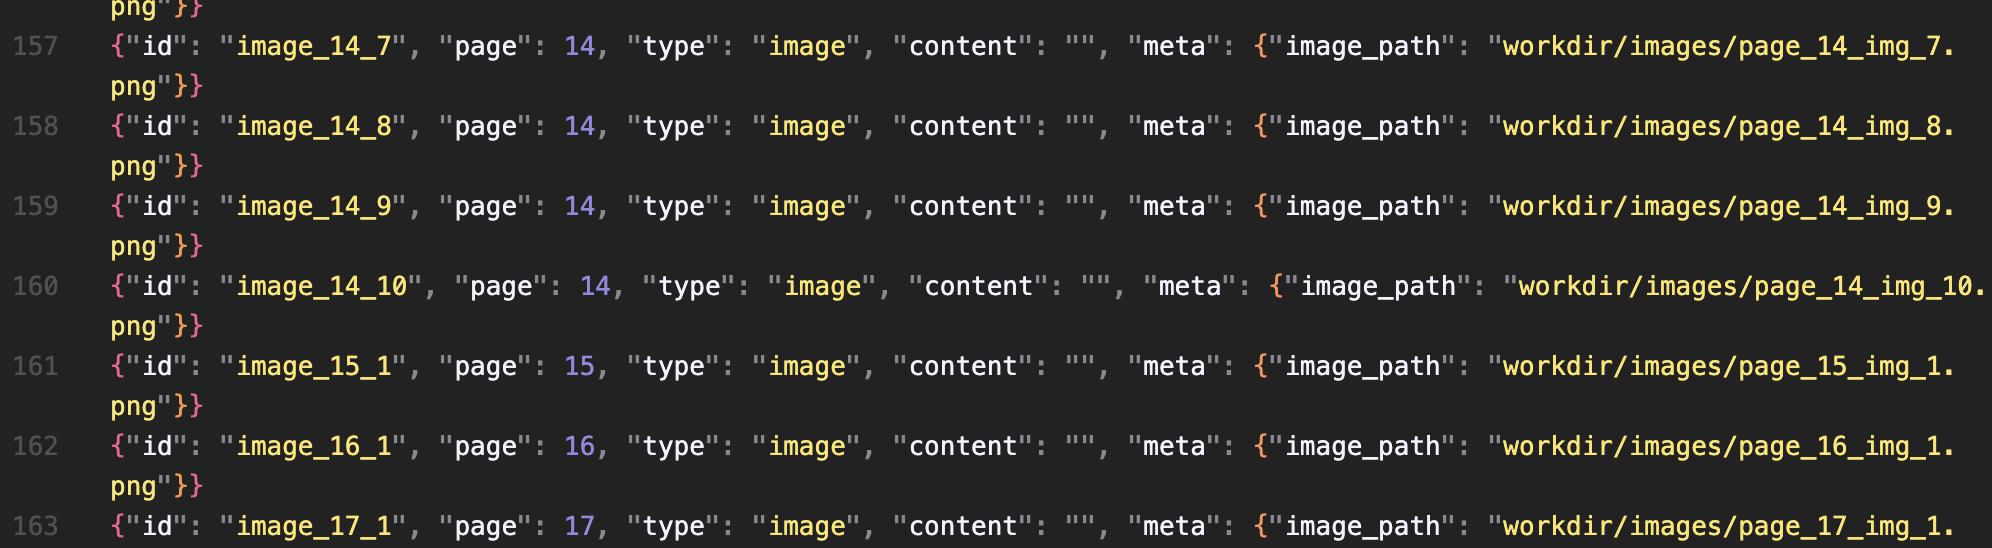 png"}}
157 {"id": "image_14_7", "page": 14, "type": "image", "content": "", "meta": {"image_path": "workdir/images/page_14_img_7.
png"}}
158 {"id": "image_14_8", "page": 14, "type": "image", "content": "", "meta": {"image_path": "workdir/images/page_14_img_8.
png"}}
159 {"id": "image_14_9", "page": 14, "type": "image", "content": "", "meta": {"image_path": "workdir/images/page_14_img_9.
png"}}
160 {"id": "image_14_10", "page": 14, "type": "image", "content": "", "meta": {"image_path": "workdir/images/page_14_img_10.
png"}}
161 {"id": "image_15_1", "page": 15, "type": "image", "content": "", "meta": {"image_path": "workdir/images/page_15_img_1.
png"}}
162 {"id": "image_16_1", "page": 16, "type": "image", "content": "", "meta": {"image_path": "workdir/images/page_16_img_1.
png"}}
163 {"id": "image_17_1", "page": 17, "type": "image", "content": "", "meta": {"image_path": "workdir/images/page_17_img_1.